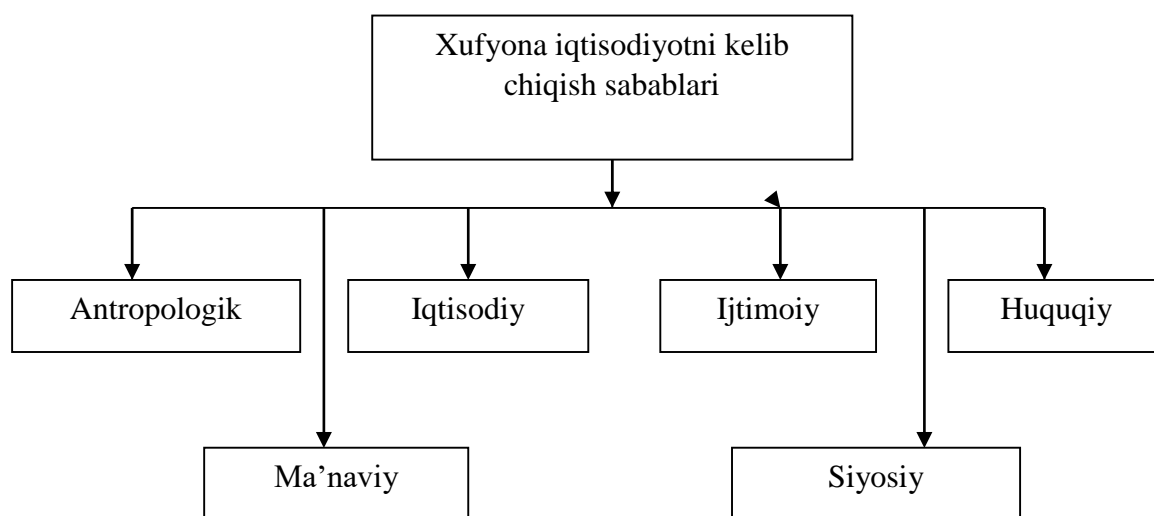 Xufyona iqtisodiyotni kelib
chiqish sabablari
Antropologik
Iqtisodiy
Ijtimoiy
Huquqiy
Ma’naviy
Siyosiy